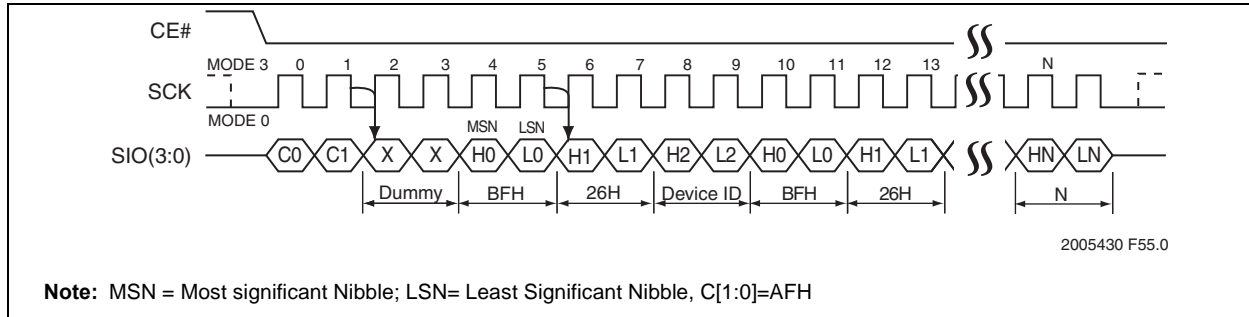 CE#
MODE 3 0 1 2 3 4 5 6 7 8 9 10 11 12 13 N
SCK
MODE 0
MSN LSN
SIO(3:0) C0 C1 X X H0 L0 H1 L1 H2 L2 H0 L0 H1 L1 HN LN
Dummy BFH 26H Device ID BFH 26H N
2005430 F55.0
Note: MSN = Most significant Nibble; LSN= Least Significant Nibble, C[1:0]=AFH